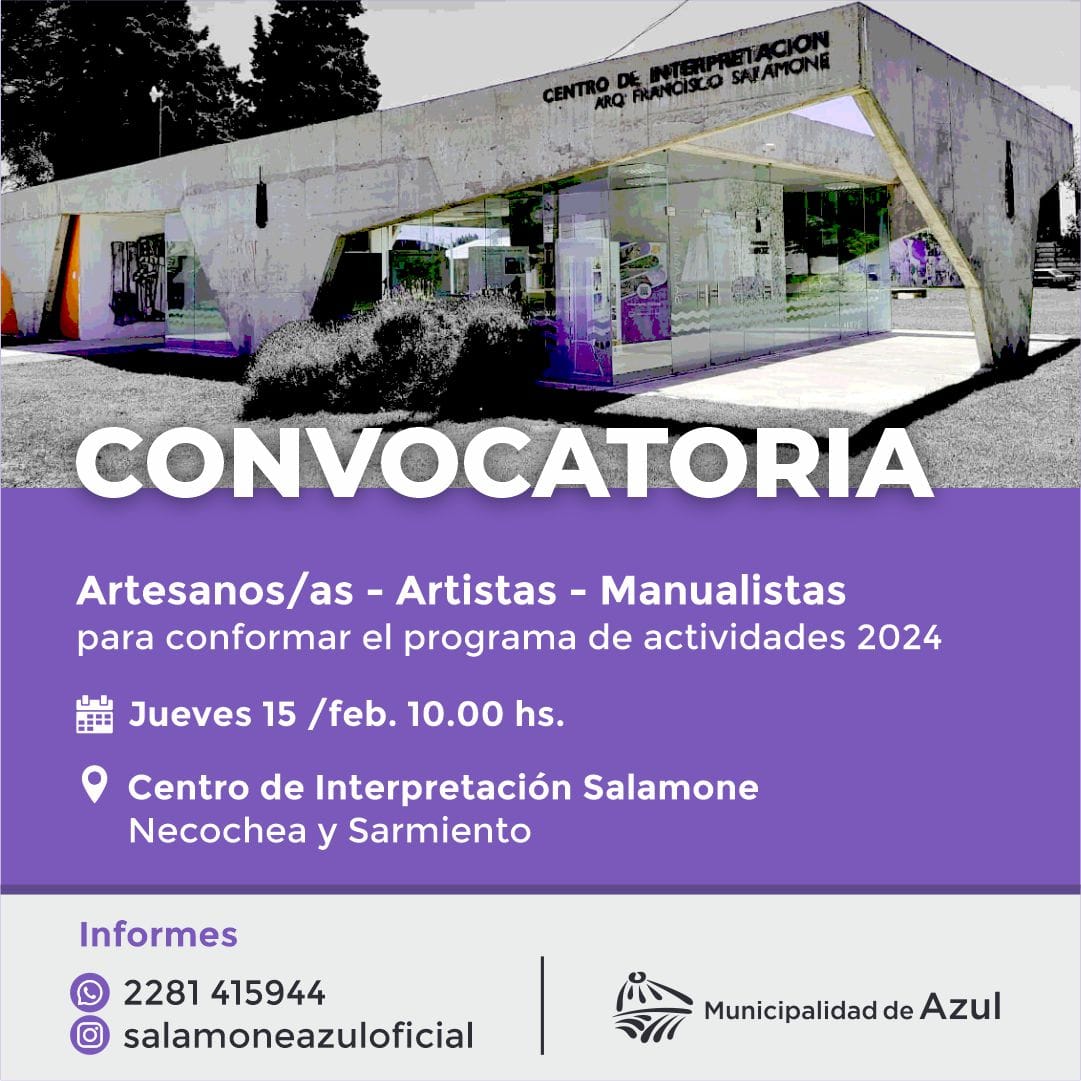 CENTRO DE INTERPRETACION
ARQ. FRANCISCO SALAMONE
CONVOCATORIA
Artesanos/as - Artistas - Manualistas
para conformar el programa de actividades 2024
Jueves 15 /feb. 10.00 hs.
Centro de Interpretación Salamone
Necochea y Sarmiento
Informes
2281 415944
salamoneazuloficial
Municipalidad de Azul